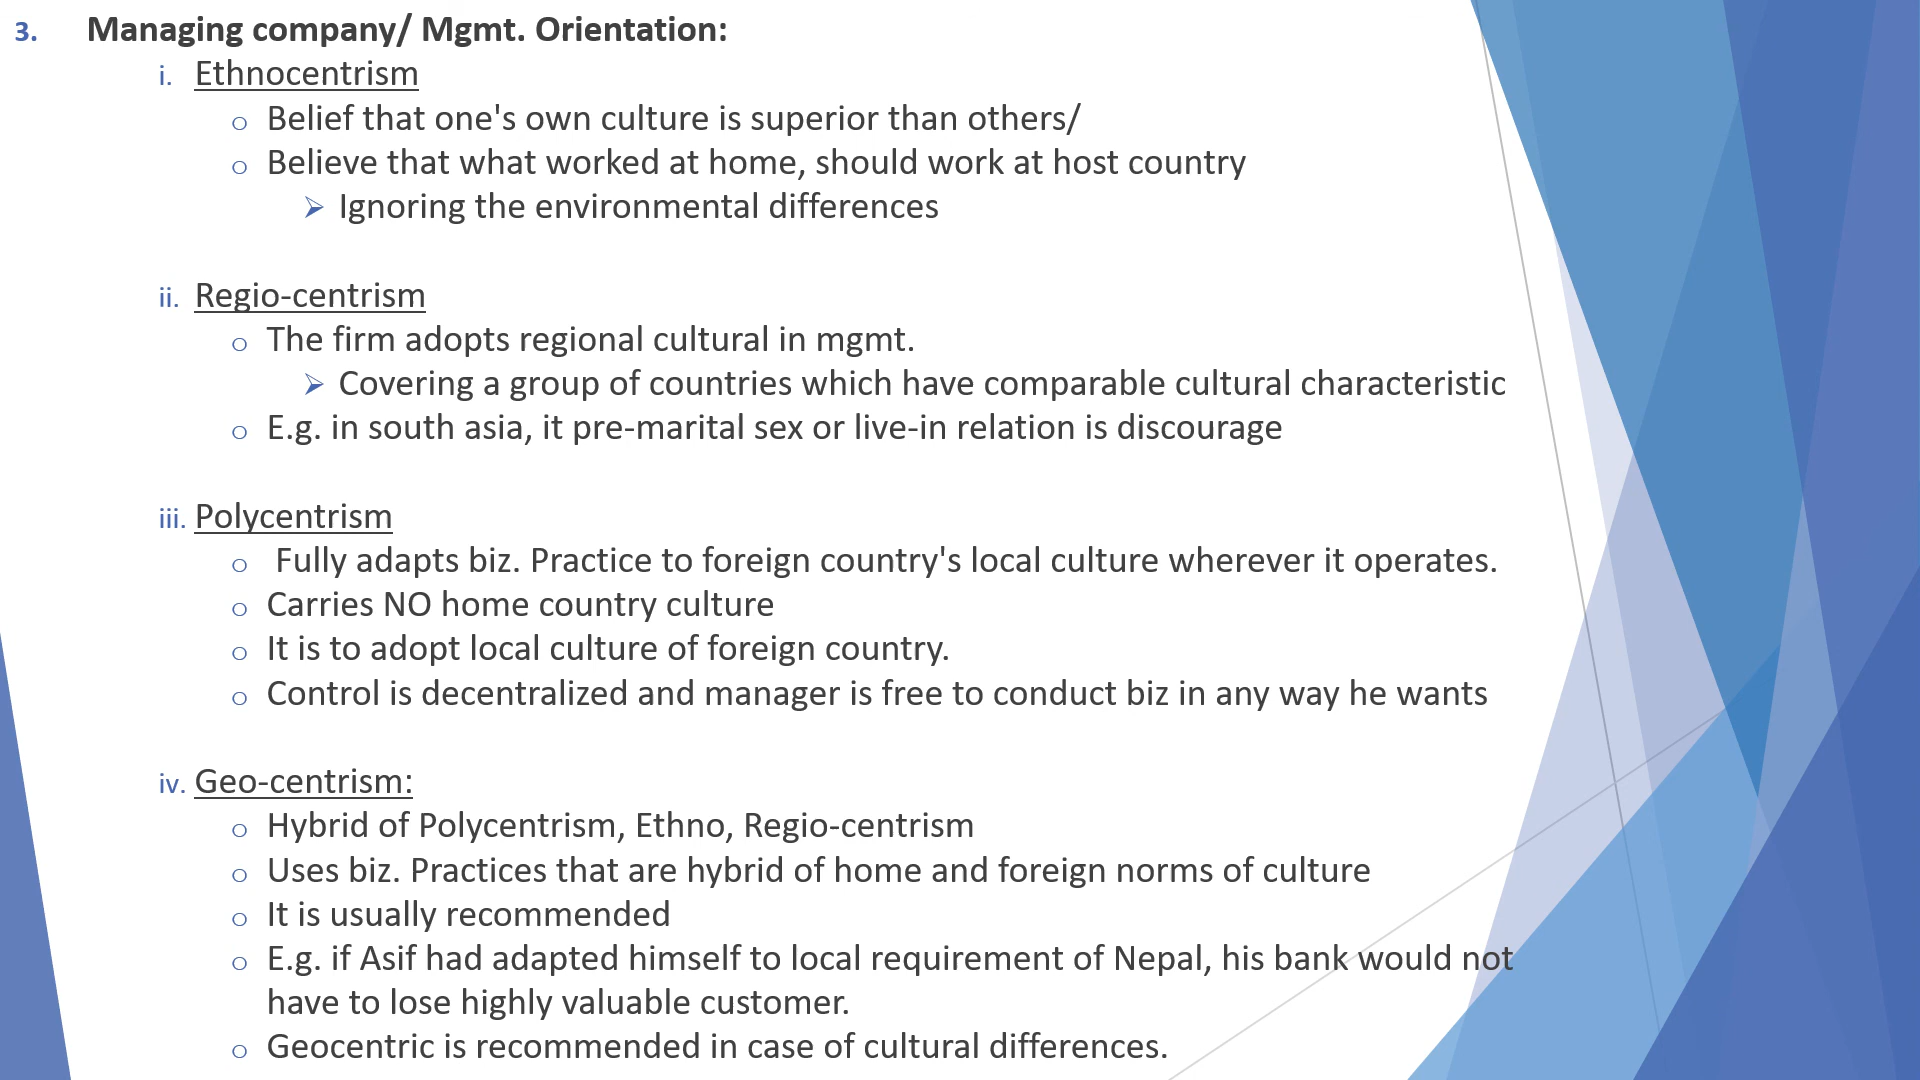 3. Managing company/ Mgmt. Orientation:
i. Ethnocentrism
o Belief that one's own culture is superior than others/
o Believe that what worked at home, should work at host country
➢ Ignoring the environmental differences
ii. Regio-centrism
o The firm adopts regional cultural in mgmt.
➢ Covering a group of countries which have comparable cultural characteristic
o E.g. in south asia, it pre-marital sex or live-in relation is discourage
iii. Polycentrism
o Fully adapts biz. Practice to foreign country's local culture wherever it operates.
o Carries NO home country culture
o It is to adopt local culture of foreign country.
o Control is decentralized and manager is free to conduct biz in any way he wants
iv. Geo-centrism:
o Hybrid of Polycentrism, Ethno, Regio-centrism
o Uses biz. Practices that are hybrid of home and foreign norms of culture
o It is usually recommended
o E.g. if Asif had adapted himself to local requirement of Nepal, his bank would not
have to lose highly valuable customer.
o Geocentric is recommended in case of cultural differences.